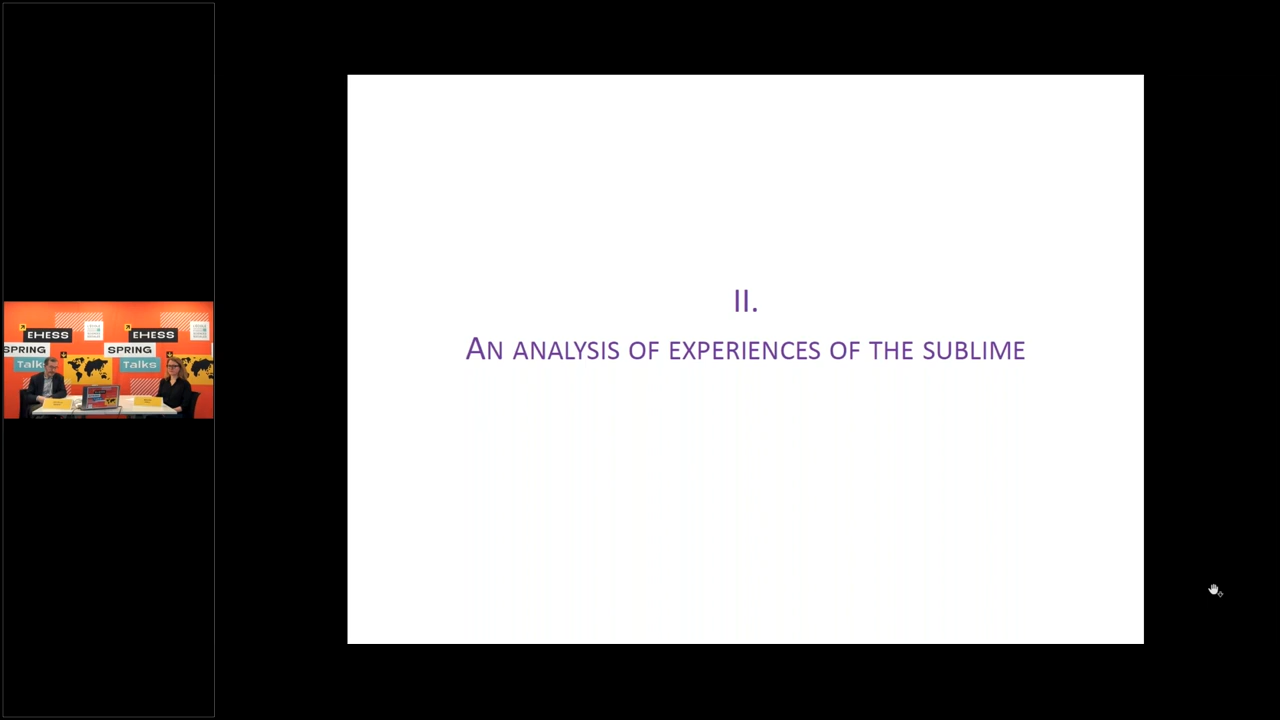 EHESS
EHESS
SPRING
SPRING
Talks
Talks
II.
AN ANALYSIS OF EXPERIENCES OF THE SUBLIME